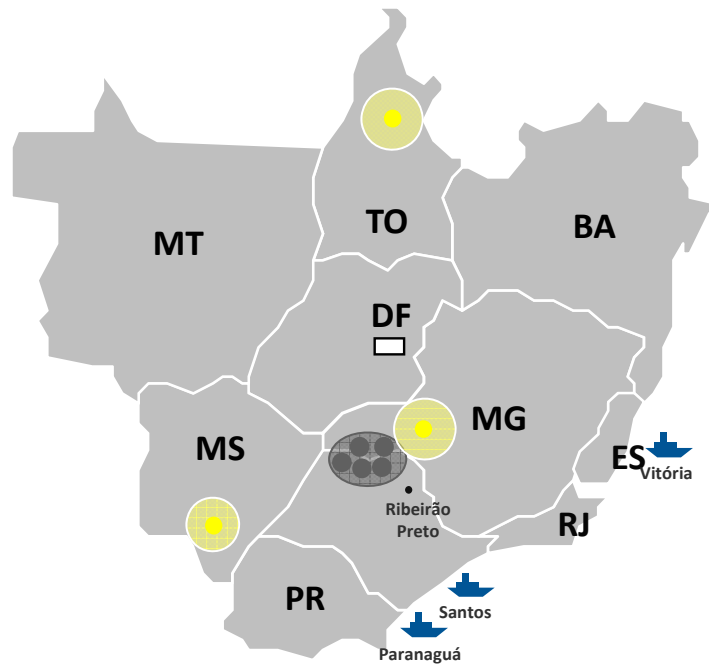 TO
BA
MT
DF
MG
MS
ES
Vitória
Ribeirão
Preto
RJ
PR
Santos
Paranaguá